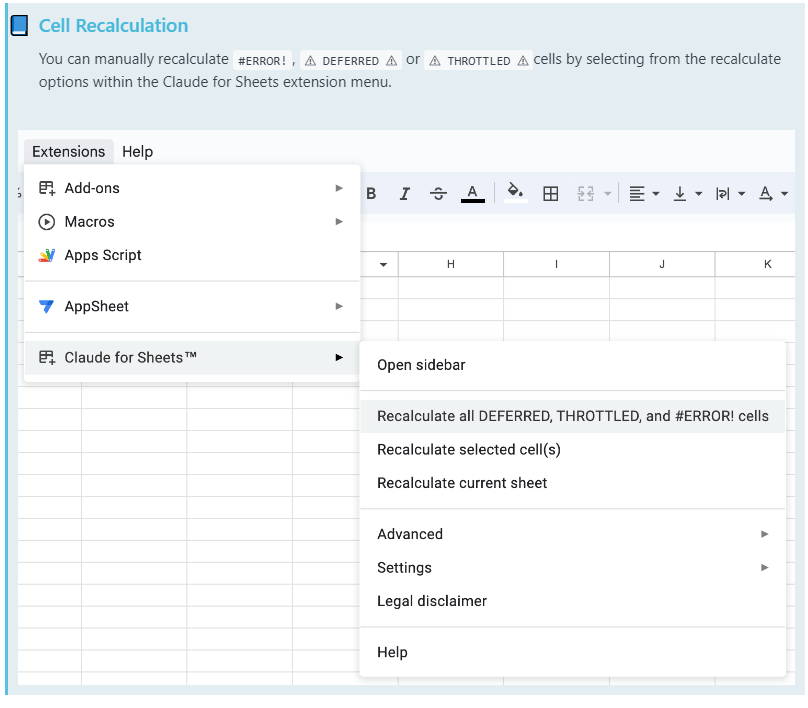 Cell Recalculation
You can manually recalculate #ERROR! , ⚠ DEFERRED ⚠ or ⚠ THROTTLED ⚠ cells by selecting from the recalculate
options within the Claude for Sheets extension menu.
Extensions Help
Add-ons
B I S A A
Macros
Apps Script
H I J K
AppSheet
Claude for Sheets™
Open sidebar
Recalculate all DEFERRED, THROTTLED, and #ERROR! cells
Recalculate selected cell(s)
Recalculate current sheet
Advanced
Settings
Legal disclaimer
Help